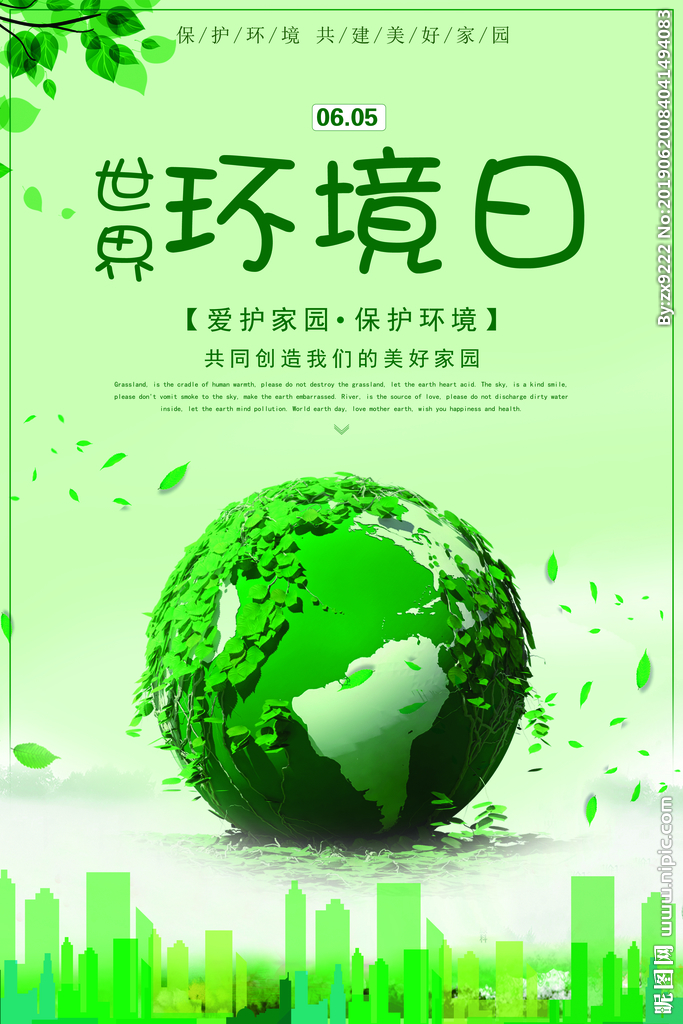 保/护/环/境 共/建/美/好/家/园
06.05
世界环境日
【爱护家园·保护环境】
共同创造我们的美好家园
Grassland, is the cradle of human warmth, please do not destroy the grassland, let the earth heart acid. The sky, is a kind smile,
please don't vomit smoke to the sky, make the earth embarrassed. River, is the source of love, please do not discharge dirty water
inside, let the earth mind pollution. World earth day, love mother earth, wish you happiness and health.
By:zx9222 No:20190620084041494083
昵图网 www.nipic.com